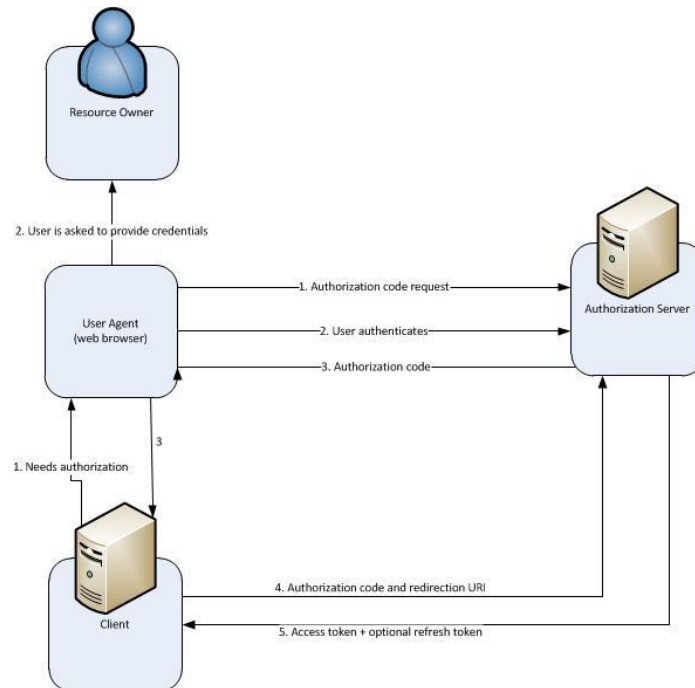 Resource Owner
2. User is asked to provide credentials
1. Authorization code request
User Agent
(web browser)
Authorization Server
2. User authenticates
3. Authorization code
3
1. Needs authorization
4. Authorization code and redirection URI
Client
5. Access token + optional refresh token